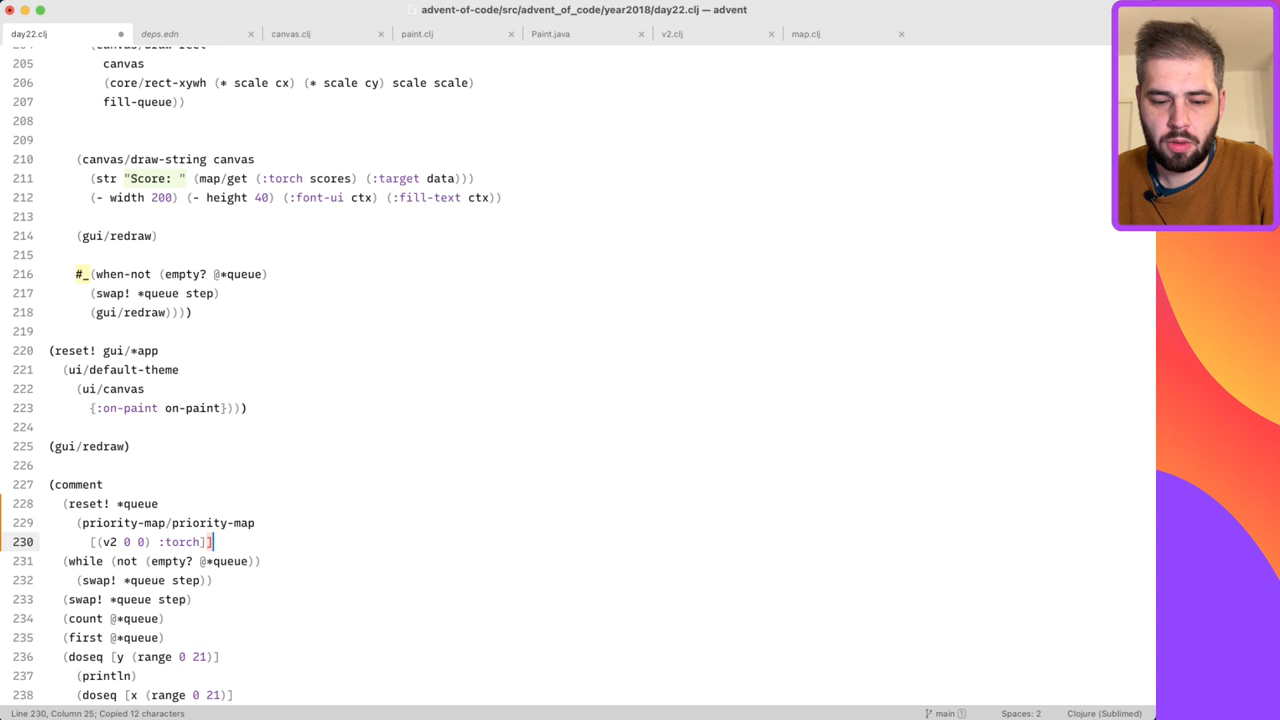 advent-of-code/src/advent_of_code/year2018/day22.clj — advent
day22.clj
deps.edn
canvas.clj
paint.clj
Paint.java
v2.clj
map.clj
205 canvas
206 (core/rect-xywh (* scale cx) (* scale cy) scale scale)
207 fill-queue))
208
209
210 (canvas/draw-string canvas
211 (str "Score: " (map/get (:torch scores) (:target data)))
212 (- width 200) (- height 40) (:font-ui ctx) (:fill-text ctx))
213
214 (gui/redraw)
215
216 #_(when-not (empty? @*queue)
217 (swap! *queue step)
218 (gui/redraw))))
219
220 (reset! gui/*app
221 (ui/default-theme
222 (ui/canvas
223 {:on-paint on-paint})))
224
225 (gui/redraw)
226
227 (comment
228 (reset! *queue
229 (priority-map/priority-map
230 [(v2 0 0) :torch]]
231 (while (not (empty? @*queue))
232 (swap! *queue step))
233 (swap! *queue step)
234 (count @*queue)
235 (first @*queue)
236 (doseq [y (range 0 21)]
237 (println)
238 (doseq [x (range 0 21)]
Line 230, Column 25; Copied 12 characters
main 1
Spaces: 2
Clojure (Sublimed)